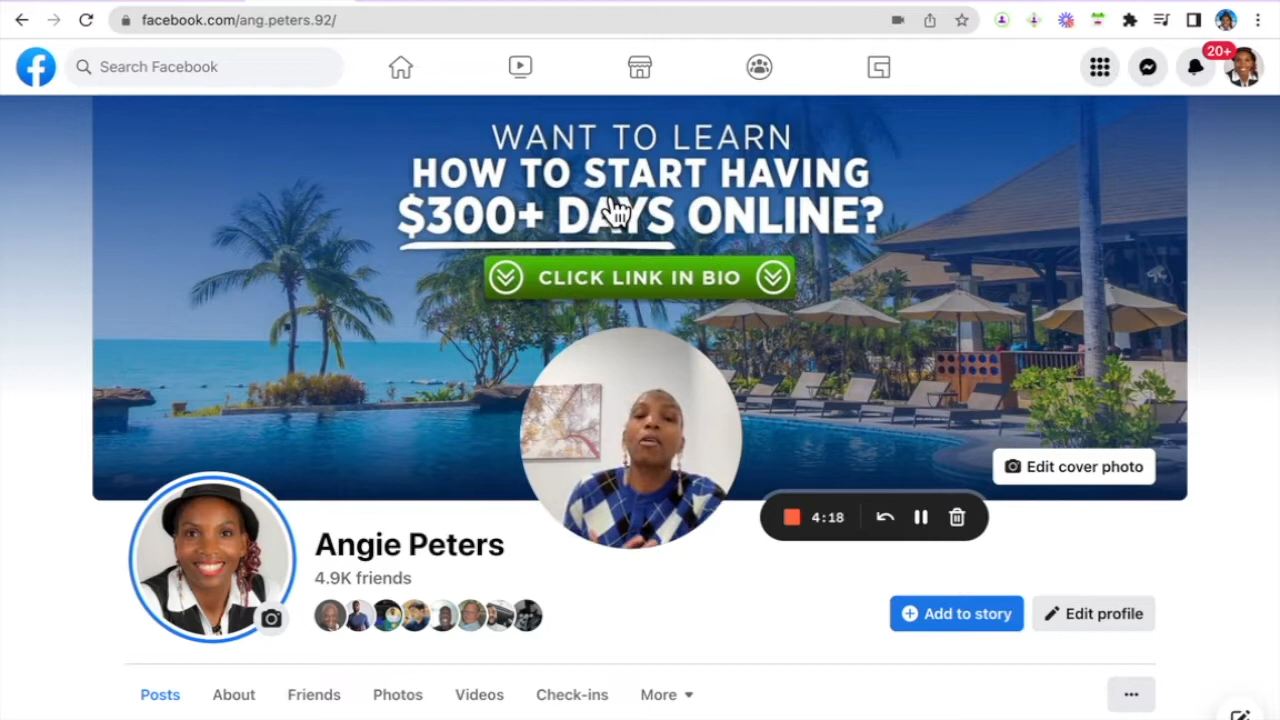 facebook.com/ang.peters.92/
Search Facebook
20+
WANT TO LEARN
HOW TO START HAVING
$300+ DAYS ONLINE?
CLICK LINK IN BIO
Edit cover photo
4:18
Angie Peters
4.9K friends
Add to story
Edit profile
Posts About Friends Photos Videos Check-ins More